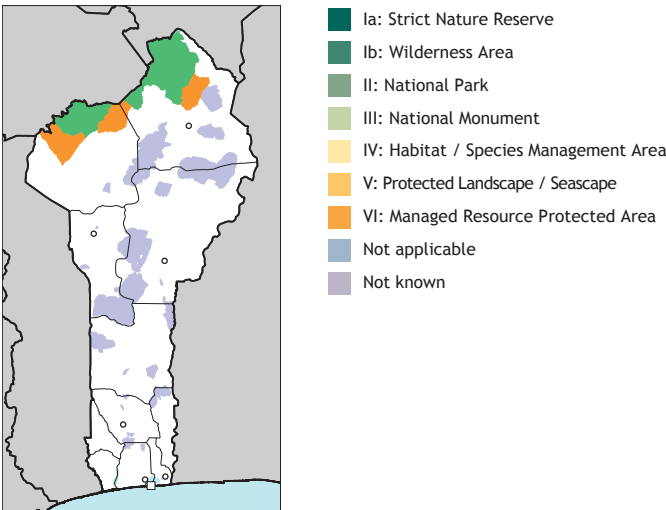 Ia: Strict Nature Reserve
Ib: Wilderness Area
II: National Park
III: National Monument
IV: Habitat / Species Management Area
V: Protected Landscape / Seascape
VI: Managed Resource Protected Area
Not applicable
Not known